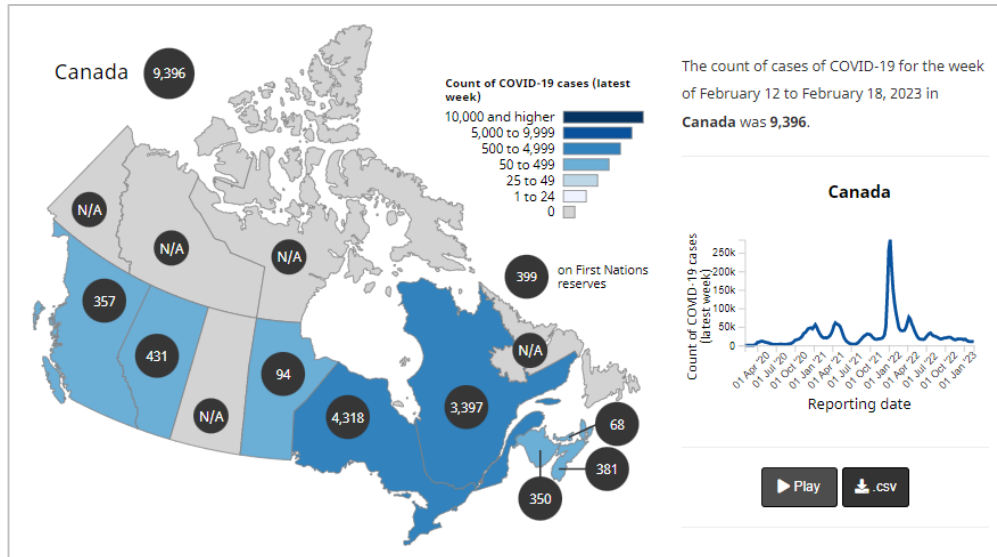 Canada
9,396
Count of COVID-19 cases (latest
week)
10,000 and higher
5,000 to 9,999
500 to 4,999
50 to 499
25 to 49
1 to 24
0
N/A
N/A
N/A
399
on First Nations
reserves
357
431
N/A
94
4,318
3,397
N/A
68
381
350
The count of cases of COVID-19 for the week
of February 12 to February 18, 2023 in
Canada was 9,396.
Canada
Count of COVID-19 cases
(latest week)
250k
200k
150k
100k
50k
0
01 Apr '20
01 Jul '20
01 Oct '20
01 Jan '21
01 Apr '21
01 Jul '21
01 Oct '21
01 Jan '22
01 Apr '22
01 Jul '22
01 Oct '22
01 Jan '23
Reporting date
Play
.csv